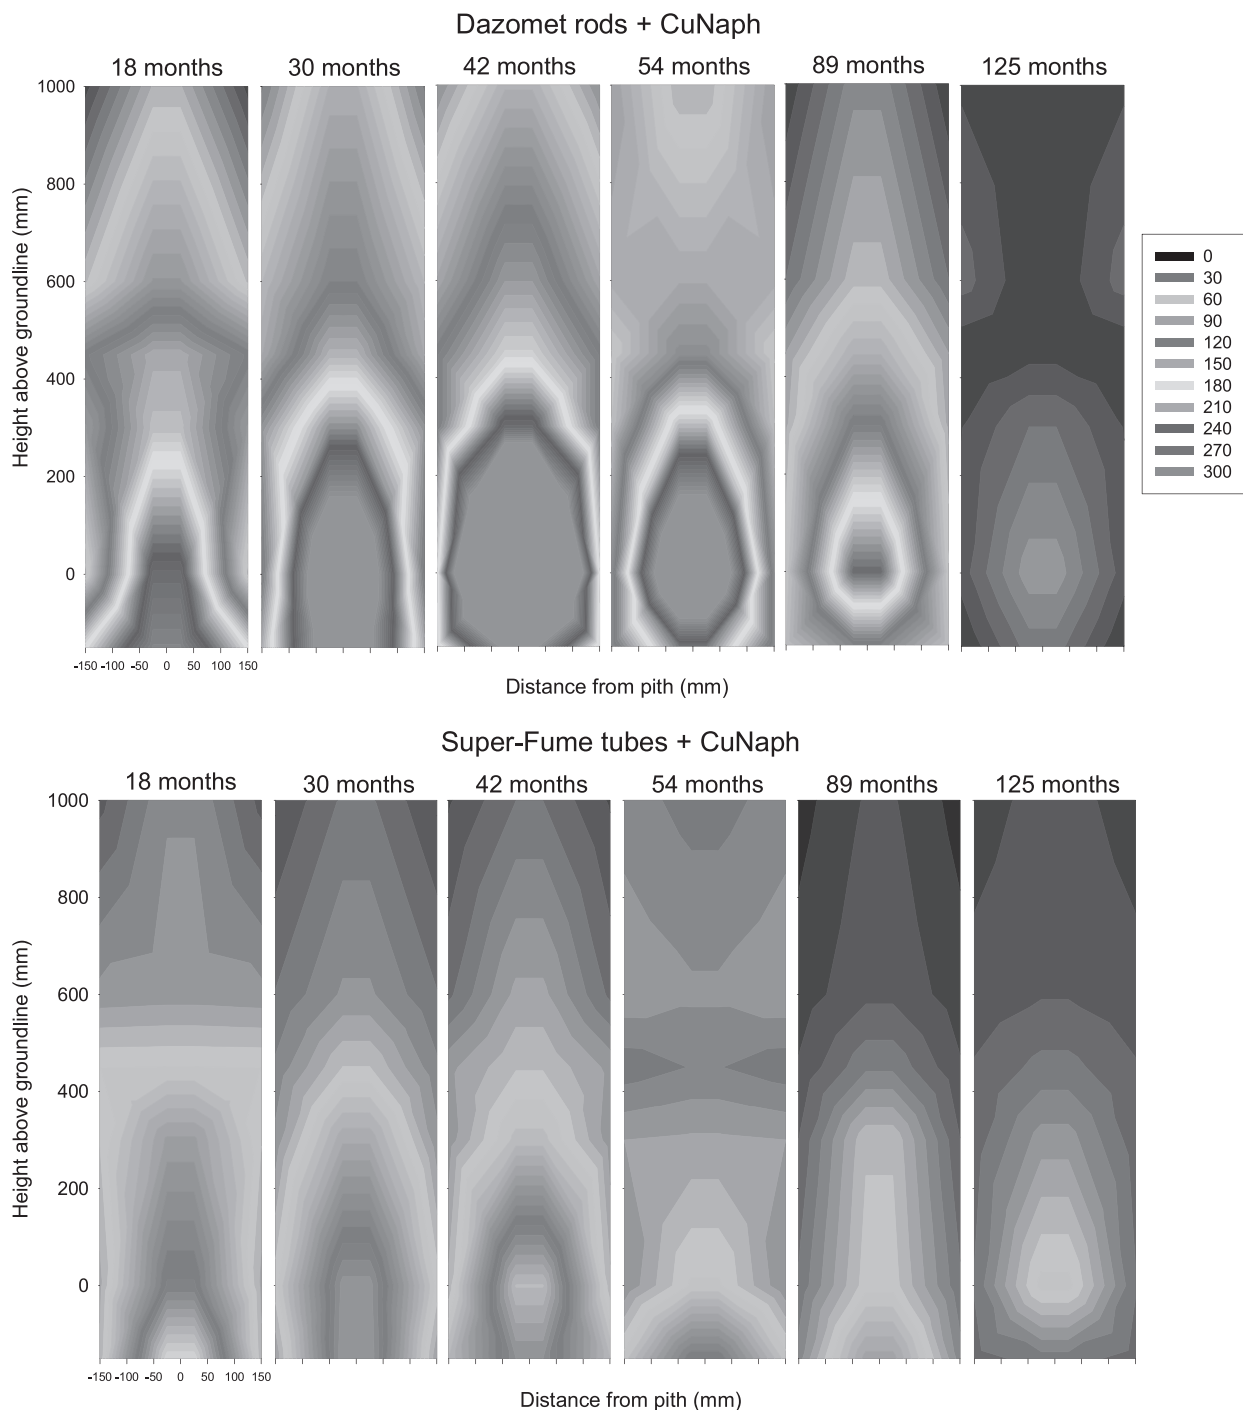 Dazomet rods + CuNaph
18 months 30 months 42 months 54 months 89 months 125 months
1000
800
600
400
200
0
Height above groundline (mm)
-150 -100 -50 0 50 100 150
Distance from pith (mm)
0
30
60
90
120
150
180
210
240
270
300
Super-Fume tubes + CuNaph
18 months 30 months 42 months 54 months 89 months 125 months
1000
800
600
400
200
0
Height above groundline (mm)
-150 -100 -50 0 50 100 150
Distance from pith (mm)